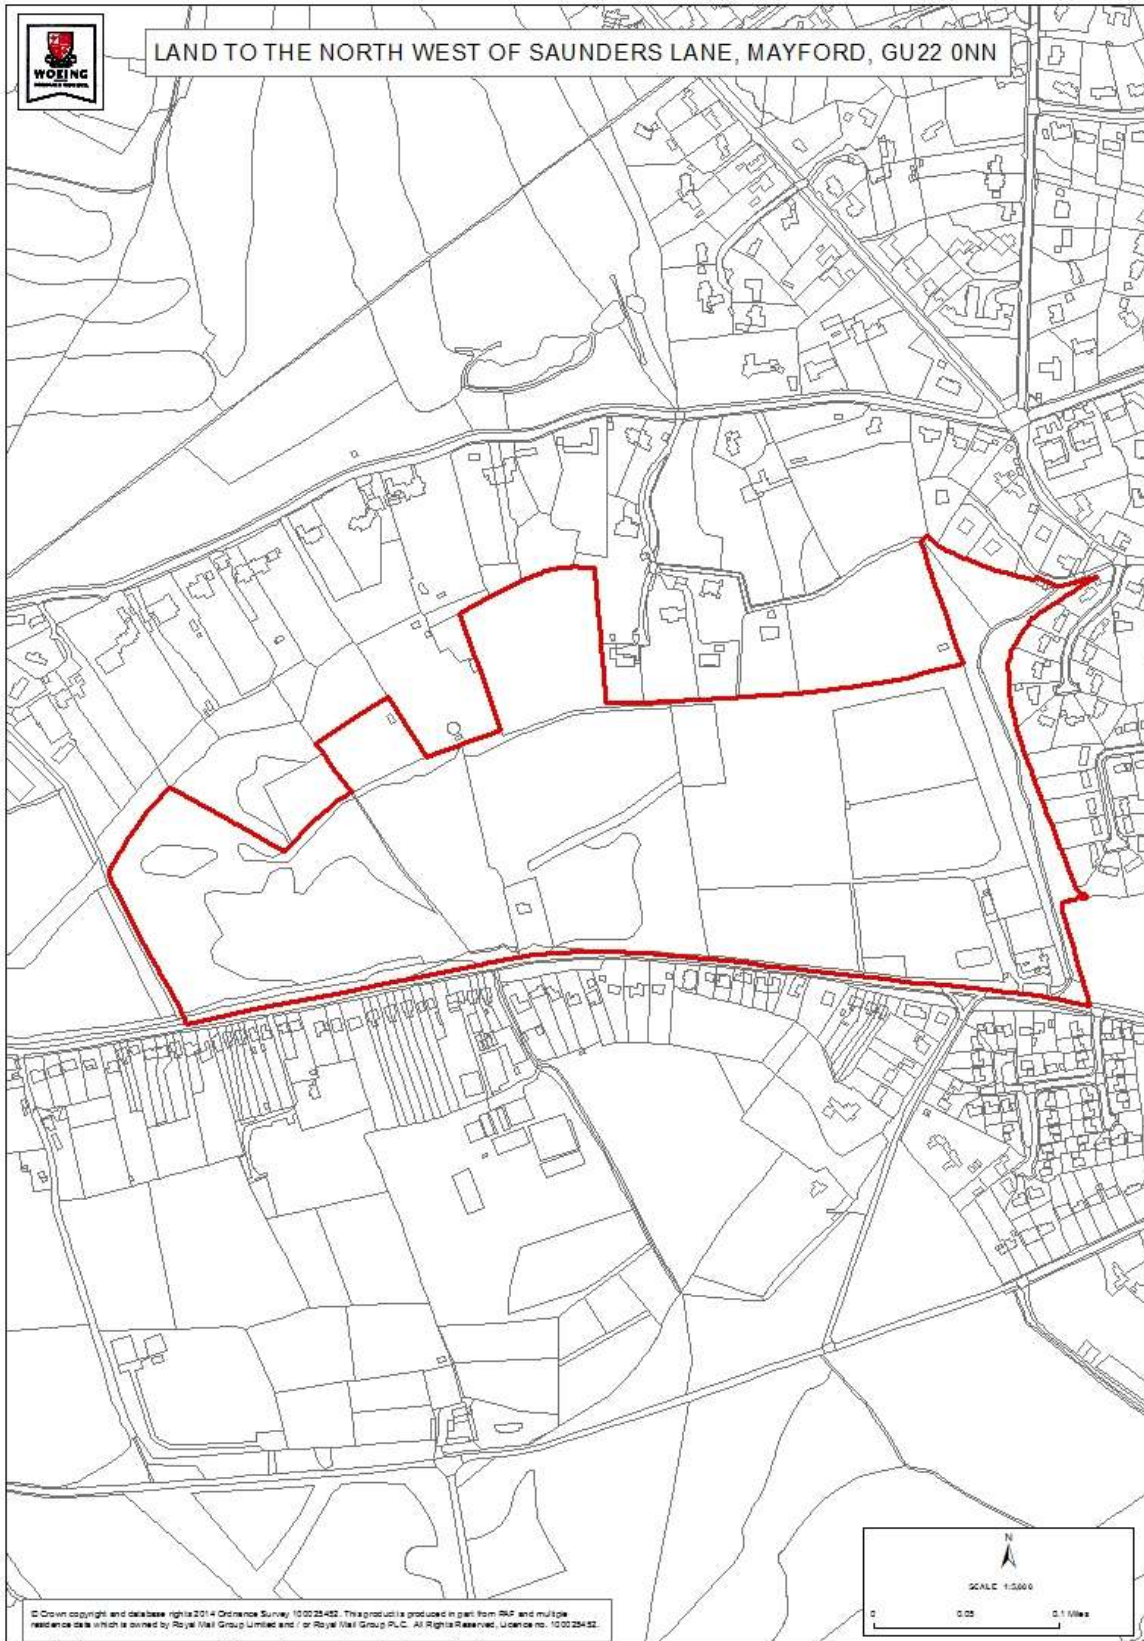 WOKING
BOROUGH COUNCIL
LAND TO THE NORTH WEST OF SAUNDERS LANE, MAYFORD, GU22 0NN
N
SCALE 1:5,000
0 0.05 0.1 Miles
© Crown copyright and database rights 2014 Ordnance Survey 100025452. This product is produced in part from PAF and multiple
residence data which is owned by Royal Mail Group Limited and / or Royal Mail Group PLC. All Rights Reserved, Licence no. 100025452.